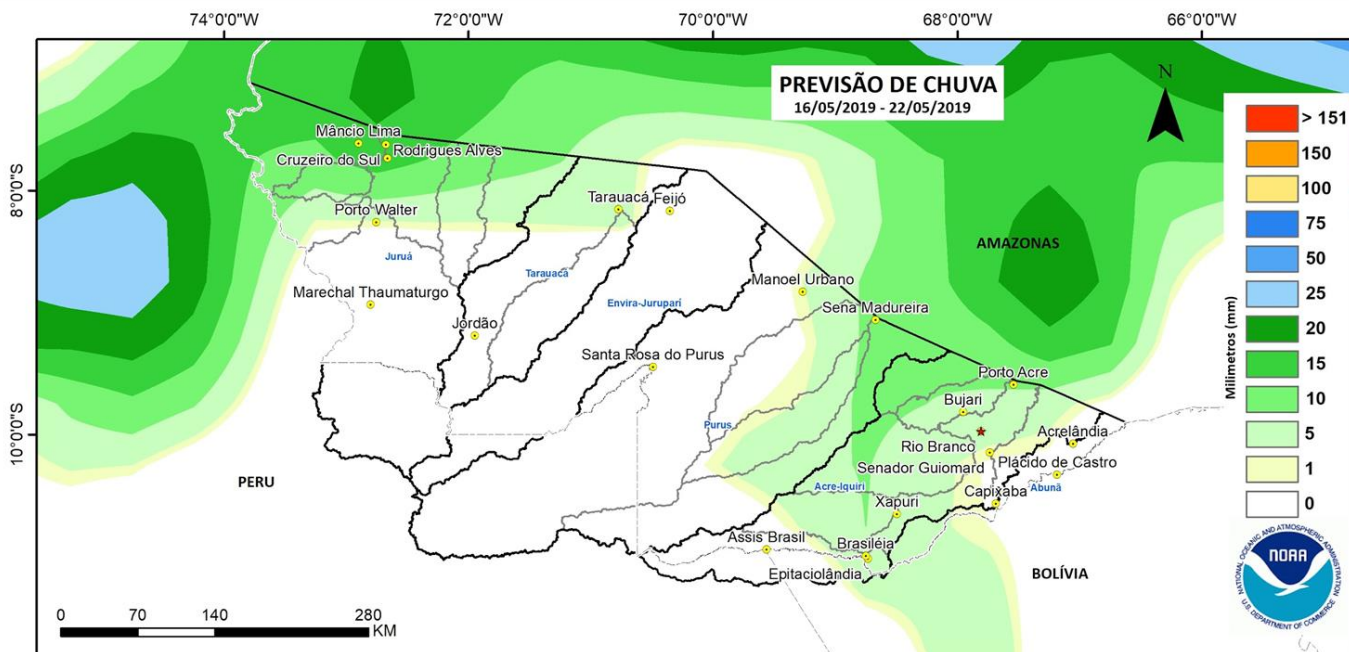 74°0'0"W 72°0'0"W 70°0'0"W 68°0'0"W 66°0'0"W
PREVISÃO DE CHUVA
16/05/2019 - 22/05/2019
N
Milímetros (mm)
> 151
150
100
75
50
25
20
15
10
5
1
0
8°0'0"S
10°0'0"S
Mâncio Lima
Rodrigues Alves
Cruzeiro do Sul
Porto Walter
Tarauacá
Feijó
AMAZONAS
Juruá
Tarauacá
Marechal Thaumaturgo
Envira-Jurupari
Manoel Urbano
Sena Madureira
Jordão
Santa Rosa do Purus
Porto Acre
Bujari
Purus
Acrelândia
Rio Branco
Senador Guiomard
Plácido de Castro
PERU
Acre-Iquiri
Abunã
Capixaba
Xapuri
Assis Brasil
Brasiléia
Epitaciolândia
BOLÍVIA
0 70 140 280
KM
NATIONAL OCEANIC AND ATMOSPHERIC ADMINISTRATION
NOAA
U.S. DEPARTMENT OF COMMERCE